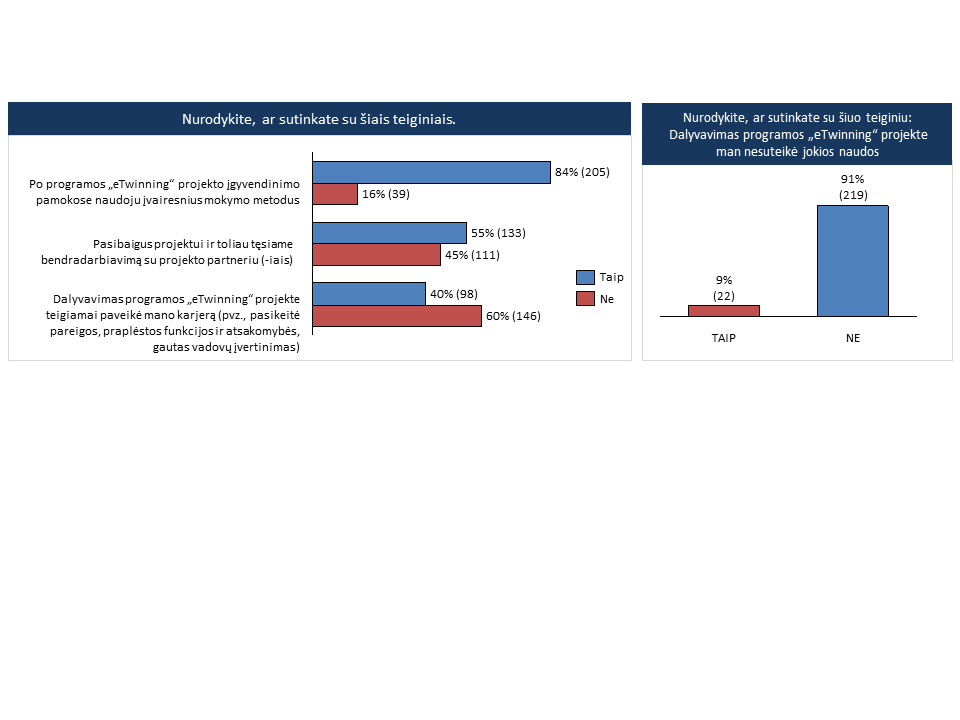 Nurodykite, ar sutinkate su šiais teiginiais.
Po programos „eTwinning“ projekto įgyvendinimo
pamokose naudoju įvairesnius mokymo metodus
84% (205)
16% (39)
Pasibaigus projektui ir toliau tęsiame
bendradarbiavimą su projekto partneriu (-iais)
55% (133)
45% (111)
Dalyvavimas programos „eTwinning“ projekte
teigiamai paveikė mano karjerą (pvz., pasikeitė
pareigos, praplėstos funkcijos ir atsakomybės,
gautas vadovų įvertinimas)
40% (98)
60% (146)
Taip
Ne
Nurodykite, ar sutinkate su šiuo teiginiu:
Dalyvavimas programos „eTwinning“ projekte
man nesuteikė jokios naudos
9%
(22)
91%
(219)
TAIP
NE